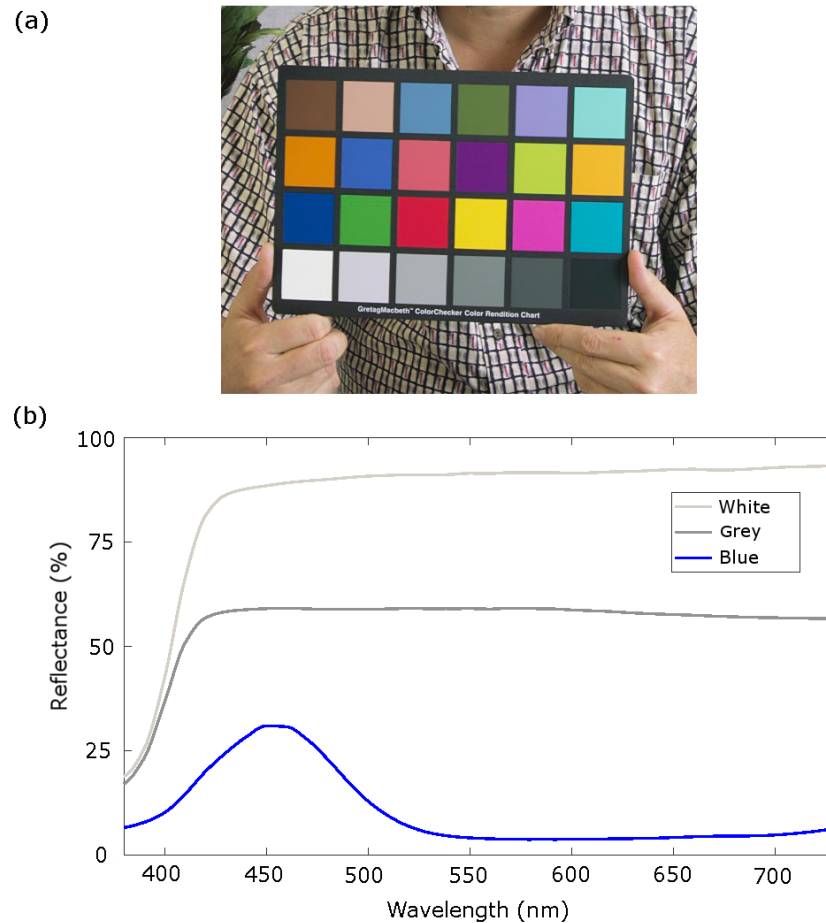 (a)
GretagMacbeth™ ColorChecker Color Rendition Chart
(b)
100
75
50
25
0
Reflectance (%)
White
Grey
Blue
400 450 500 550 600 650 700
Wavelength (nm)